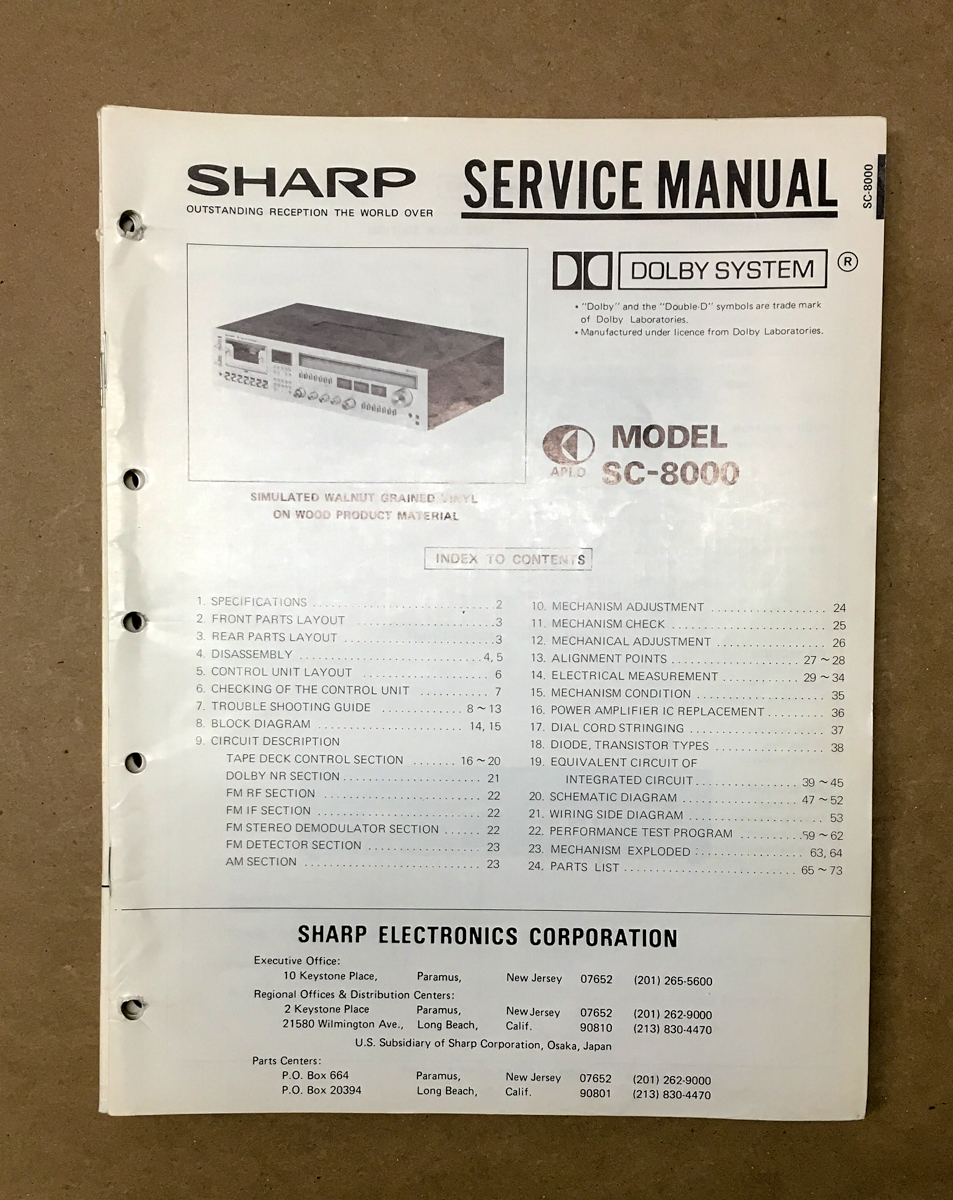 SHARP
OUTSTANDING RECEPTION THE WORLD OVER
SERVICE MANUAL
SC-8000
DOLBY SYSTEM ®
• "Dolby" and the "Double-D" symbols are trade mark
of Dolby Laboratories.
• Manufactured under licence from Dolby Laboratories.
APLD
MODEL
SC-8000
SIMULATED WALNUT GRAINED VINYL
ON WOOD PRODUCT MATERIAL
INDEX TO CONTENTS
1. SPECIFICATIONS . . . . . . . . . . 2
2. FRONT PARTS LAYOUT . . . . . . . . . . 3
3. REAR PARTS LAYOUT . . . . . . . . . . 3
4. DISASSEMBLY . . . . . . . . . . 4, 5
5. CONTROL UNIT LAYOUT . . . . . . . . . . 6
6. CHECKING OF THE CONTROL UNIT . . . . . . . . . . 7
7. TROUBLE SHOOTING GUIDE . . . . . . . . . . 8 ~ 13
8. BLOCK DIAGRAM . . . . . . . . . . 14, 15
9. CIRCUIT DESCRIPTION
TAPE DECK CONTROL SECTION . . . . . . . 16 ~ 20
DOLBY NR SECTION . . . . . . . . . . 21
FM RF SECTION . . . . . . . . . . 22
FM IF SECTION . . . . . . . . . . 22
FM STEREO DEMODULATOR SECTION . . . . . . 22
FM DETECTOR SECTION . . . . . . . . . . 23
AM SECTION . . . . . . . . . . 23
10. MECHANISM ADJUSTMENT . . . . . . . . . . 24
11. MECHANISM CHECK . . . . . . . . . . 25
12. MECHANICAL ADJUSTMENT . . . . . . . . . . 26
13. ALIGNMENT POINTS . . . . . . . . . . 27 ~ 28
14. ELECTRICAL MEASUREMENT . . . . . . . . . . 29 ~ 34
15. MECHANISM CONDITION . . . . . . . . . . 35
16. POWER AMPLIFIER IC REPLACEMENT . . . . . . . . . 36
17. DIAL CORD STRINGING . . . . . . . . . . 37
18. DIODE, TRANSISTOR TYPES . . . . . . . . . . 38
19. EQUIVALENT CIRCUIT OF
INTEGRATED CIRCUIT . . . . . . . . . . 39 ~ 45
20. SCHEMATIC DIAGRAM . . . . . . . . . . 47 ~ 52
21. WIRING SIDE DIAGRAM . . . . . . . . . . 53
22. PERFORMANCE TEST PROGRAM . . . . . . . . . . 59 ~ 62
23. MECHANISM EXPLODED . . . . . . . . . . 63, 64
24. PARTS LIST . . . . . . . . . . 65 ~ 73
SHARP ELECTRONICS CORPORATION
Executive Office:
10 Keystone Place, Paramus, New Jersey 07652 (201) 265-5600
Regional Offices & Distribution Centers:
2 Keystone Place Paramus, New Jersey 07652 (201) 262-9000
21580 Wilmington Ave., Long Beach, Calif. 90810 (213) 830-4470
U.S. Subsidiary of Sharp Corporation, Osaka, Japan
Parts Centers:
P.O. Box 664 Paramus, New Jersey 07652 (201) 262-9000
P.O. Box 20394 Long Beach, Calif. 90801 (213) 830-4470